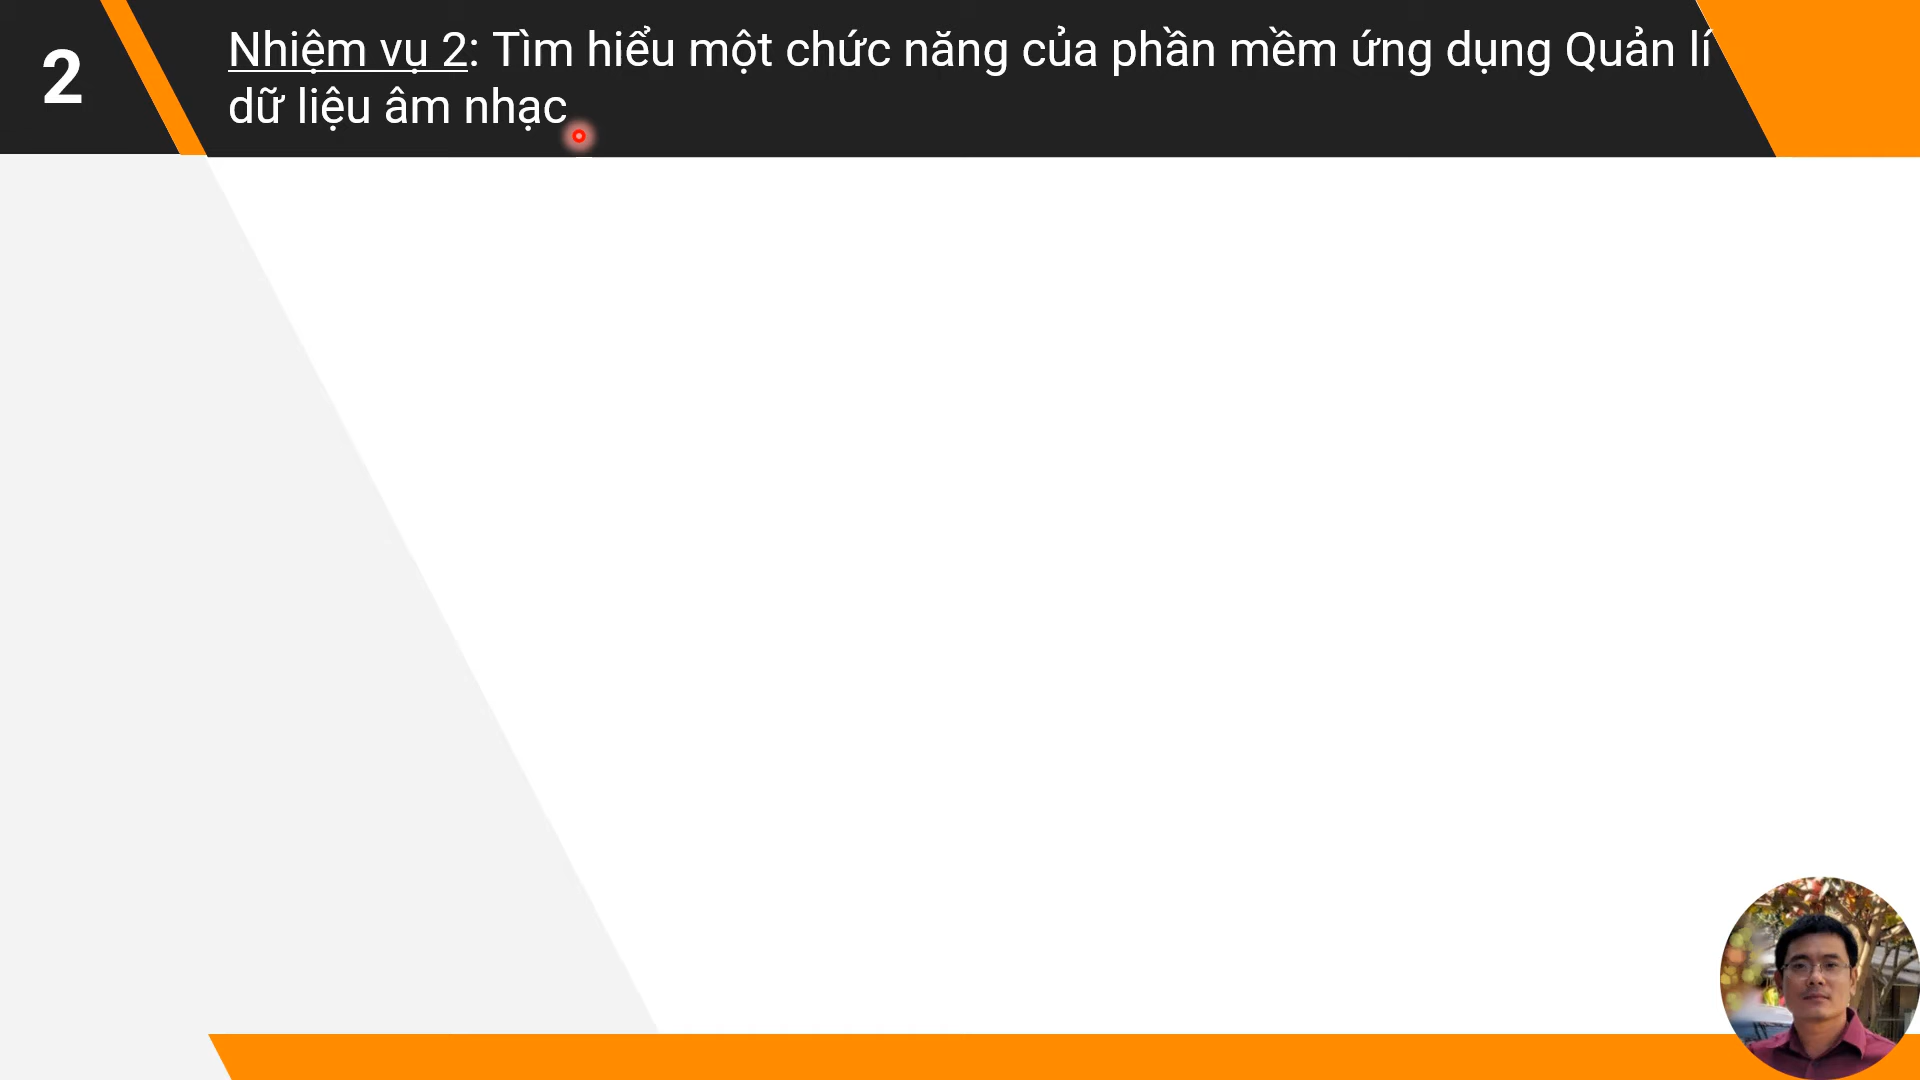 2
Nhiệm vụ 2: Tìm hiểu một chức năng của phần mềm ứng dụng Quản lí
dữ liệu âm nhạc